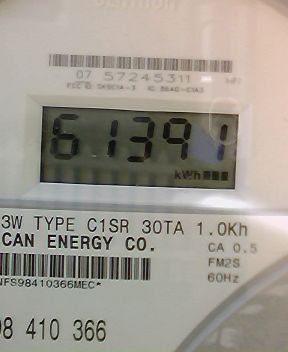 07 57245311
61391
kWh
3W TYPE C1SR 30TA 1.0Kh
CAN ENERGY CO.
CA 0.5
FM2S
60Hz
NFS98410366MEC*
98 410 366